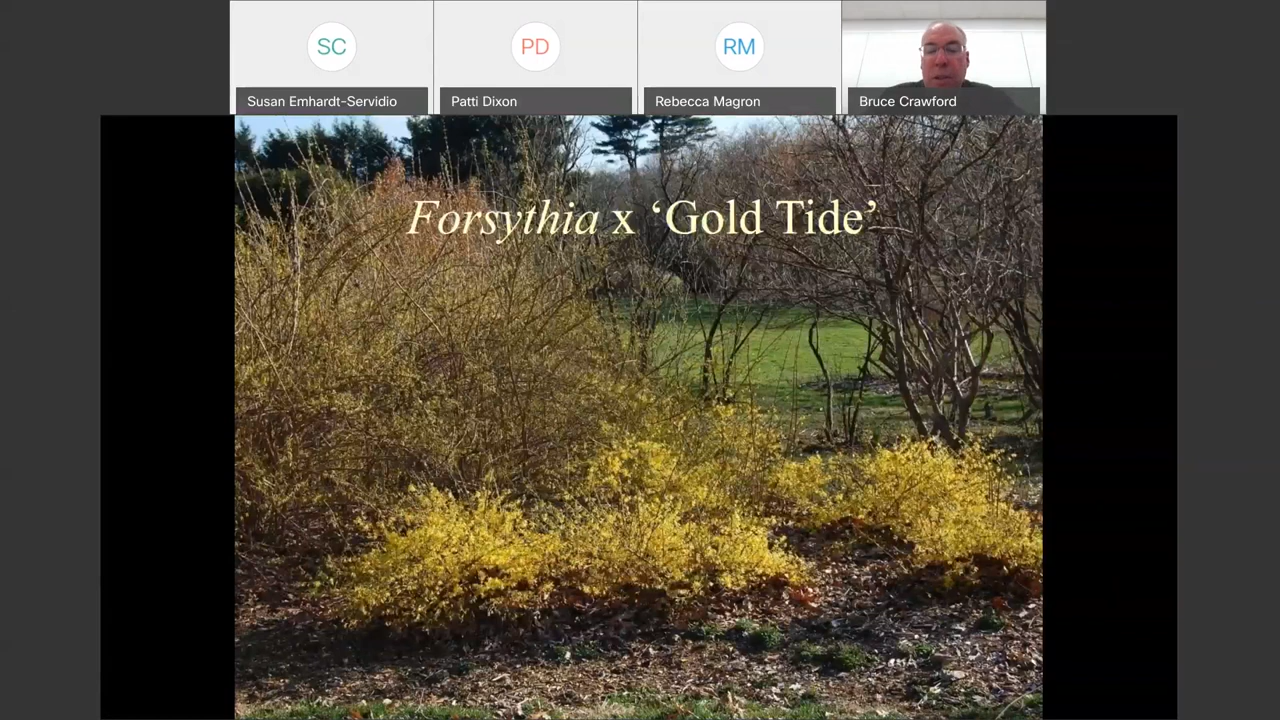 SC
PD
RM
Susan Emhardt-Servidio
Patti Dixon
Rebecca Magron
Bruce Crawford
Forsythia x ‘Gold Tide’